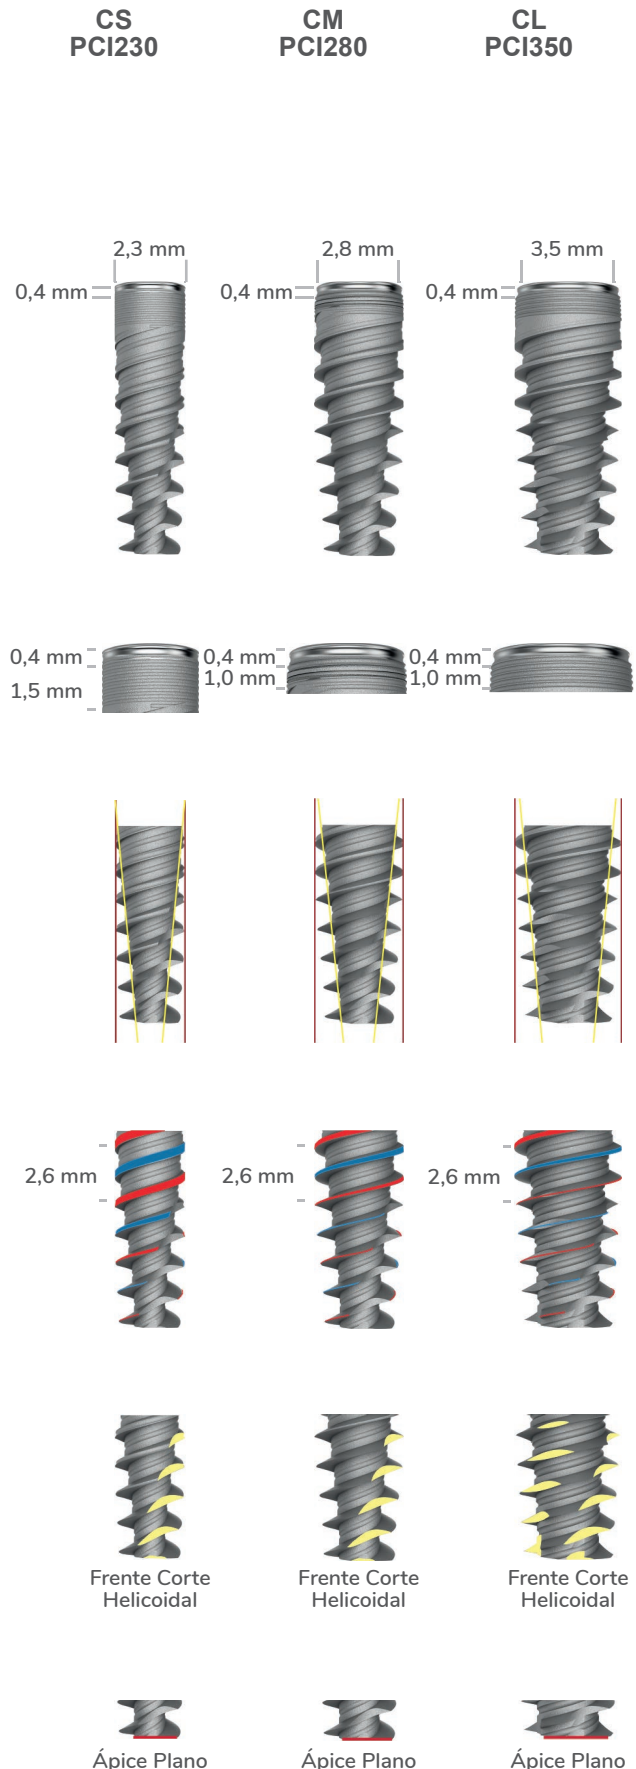 CS
PCI230
CM
PCI280
CL
PCI350
2,3 mm
2,8 mm
3,5 mm
0,4 mm
0,4 mm
0,4 mm
0,4 mm
1,5 mm
0,4 mm
1,0 mm
0,4 mm
1,0 mm
2,6 mm
2,6 mm
2,6 mm
Frente Corte
Helicoidal
Frente Corte
Helicoidal
Frente Corte
Helicoidal
Ápice Plano
Ápice Plano
Ápice Plano